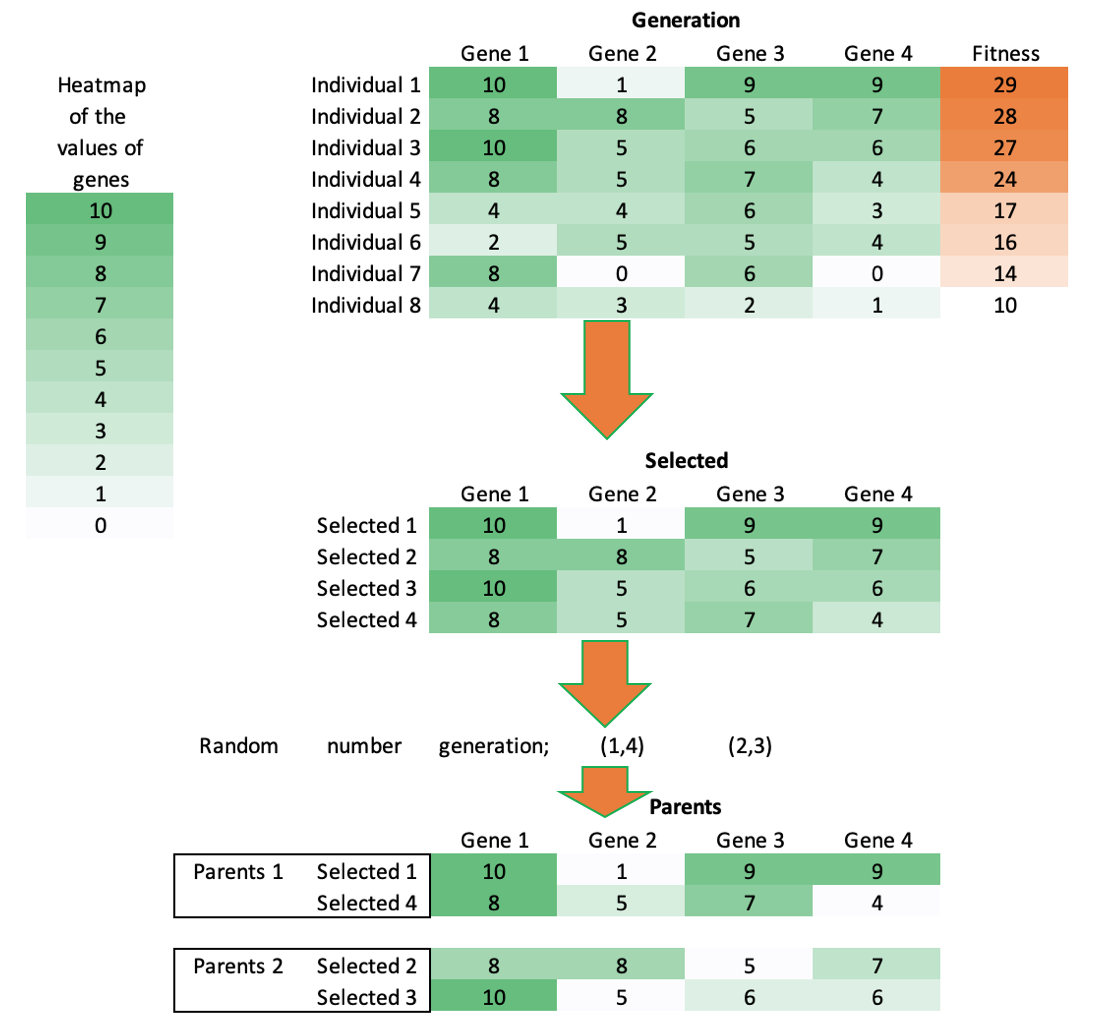 Generation
Gene 1 Gene 2 Gene 3 Gene 4 Fitness
Heatmap Individual 1 10 1 9 9 29
of the Individual 2 8 8 5 7 28
values of Individual 3 10 5 6 6 27
genes Individual 4 8 5 7 4 24
10 Individual 5 4 4 6 3 17
9 Individual 6 2 5 5 4 16
8 Individual 7 8 0 6 0 14
7 Individual 8 4 3 2 1 10
6
5
4
3
2
1
0
Selected
Gene 1 Gene 2 Gene 3 Gene 4
Selected 1 10 1 9 9
Selected 2 8 8 5 7
Selected 3 10 5 6 6
Selected 4 8 5 7 4
Random number generation; (1,4) (2,3)
Parents
Gene 1 Gene 2 Gene 3 Gene 4
Parents 1 Selected 1 10 1 9 9
Selected 4 8 5 7 4
Parents 2 Selected 2 8 8 5 7
Selected 3 10 5 6 6